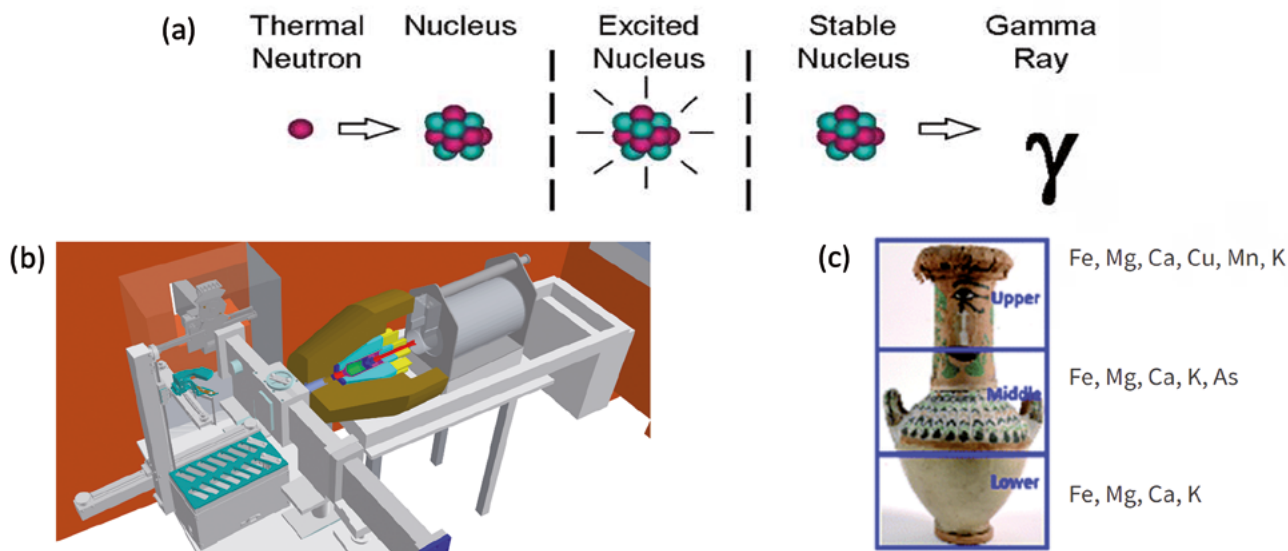 (a)
Thermal Neutron
Nucleus
Excited Nucleus
Stable Nucleus
Gamma Ray
γ
(b)
(c)
Upper
Fe, Mg, Ca, Cu, Mn, K
Middle
Fe, Mg, Ca, K, As
Lower
Fe, Mg, Ca, K